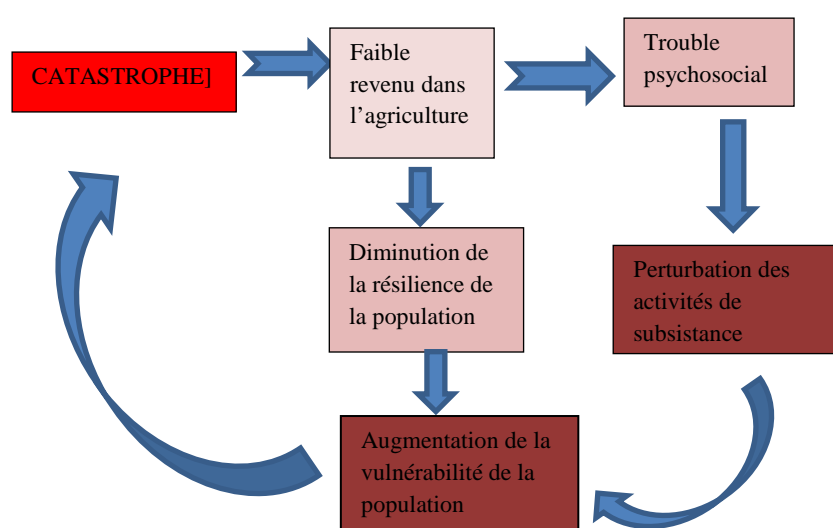 CATASTROPHE]
Faible
revenu dans
l’agriculture
Trouble
psychosocial
Diminution de
la résilience de
la population
Perturbation des
activités de
subsistance
Augmentation de la
vulnérabilité de la
population